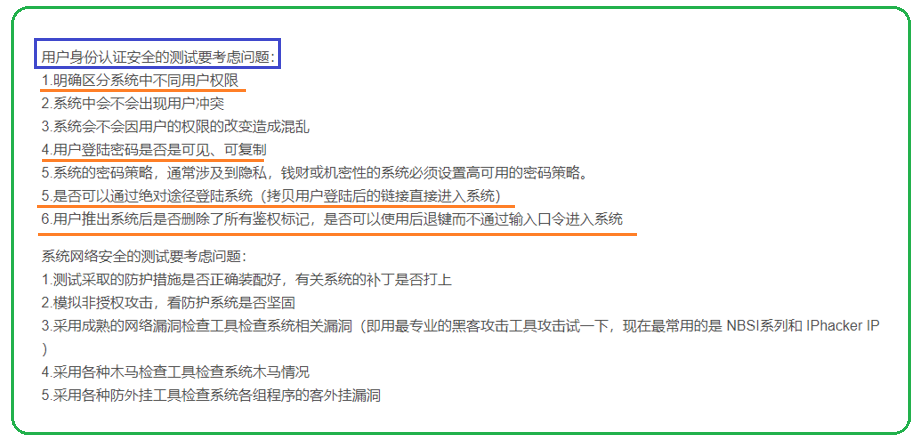 用户身份认证安全的测试要考虑问题：
1.明确区分系统中不同用户权限
2.系统中会不会出现用户冲突
3.系统会不会因用户的权限的改变造成混乱
4.用户登陆密码是否是可见、可复制
5.系统的密码策略，通常涉及到隐私，钱财或机密性的系统必须设置高可用的密码策略。
5.是否可以通过绝对途径登陆系统（拷贝用户登陆后的链接直接进入系统）
6.用户推出系统后是否删除了所有鉴权标记，是否可以使用后退键而不通过输入口令进入系统
系统网络安全的测试要考虑问题：
1.测试采取的防护措施是否正确装配好，有关系统的补丁是否打上
2.模拟非授权攻击，看防护系统是否坚固
3.采用成熟的网络漏洞检查工具检查系统相关漏洞（即用最专业的黑客攻击工具攻击试一下，现在最常用的是 NBSI系列和 IPhacker IP
）
4.采用各种木马检查工具检查系统木马情况
5.采用各种防外挂工具检查系统各组程序的客外挂漏洞